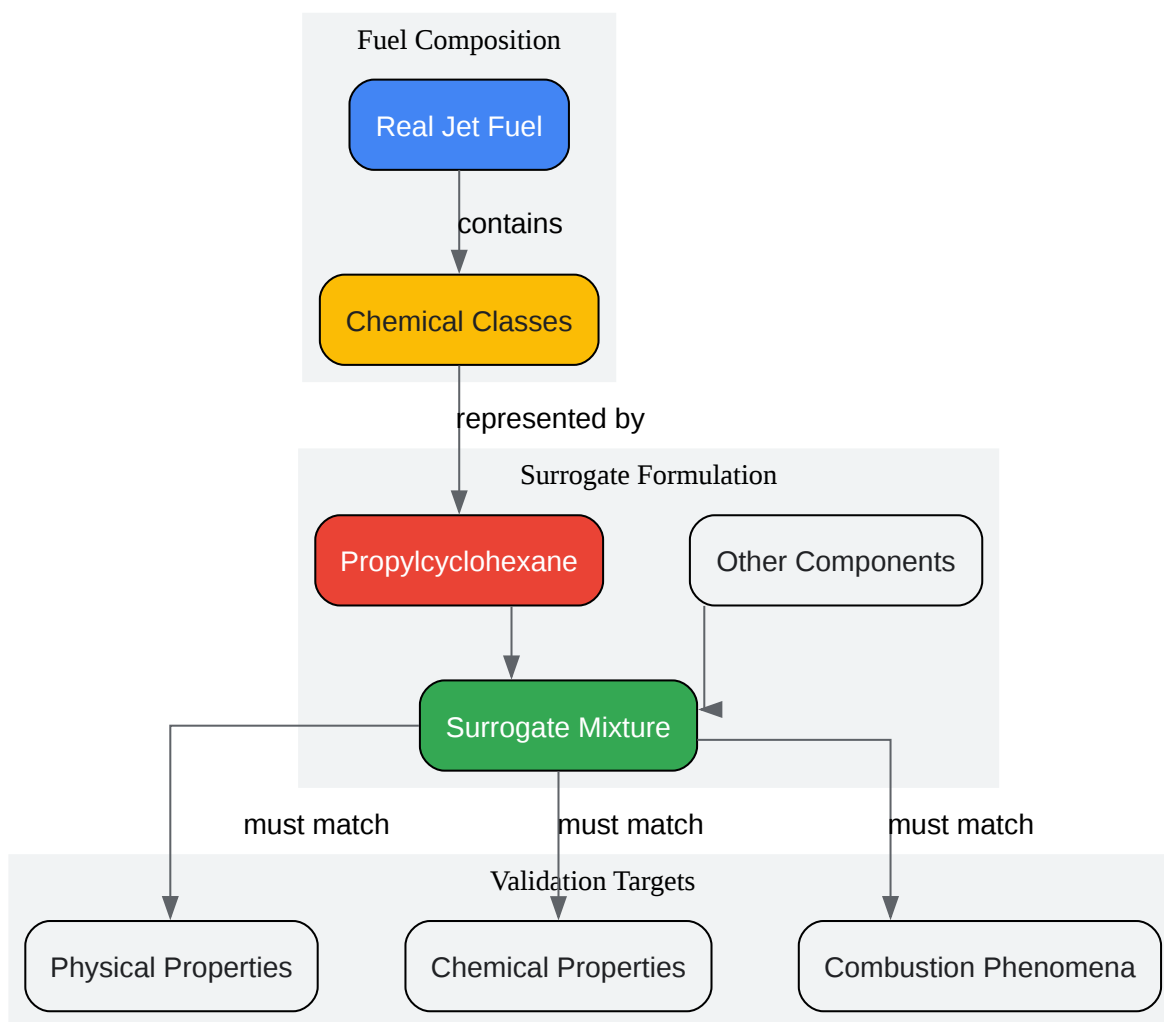 Fuel Composition
Real Jet Fuel
contains
Chemical Classes
represented by
Surrogate Formulation
Propylcyclohexane
Other Components
Surrogate Mixture
must match
must match
must match
Validation Targets
Physical Properties
Chemical Properties
Combustion Phenomena